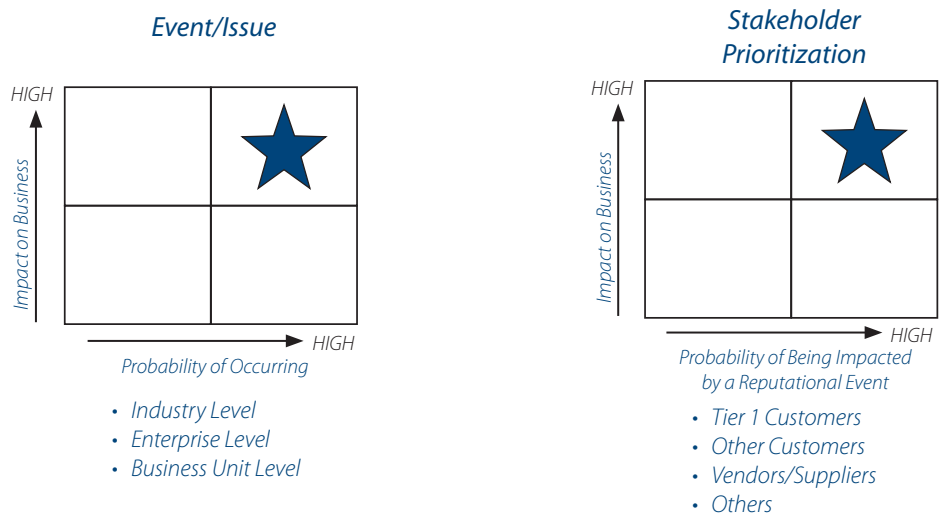 Event/Issue
HIGH
Impact on Business
HIGH
Probability of Occurring
• Industry Level
• Enterprise Level
• Business Unit Level
Stakeholder
Prioritization
HIGH
Impact on Business
HIGH
Probability of Being Impacted
by a Reputational Event
• Tier 1 Customers
• Other Customers
• Vendors/Suppliers
• Others